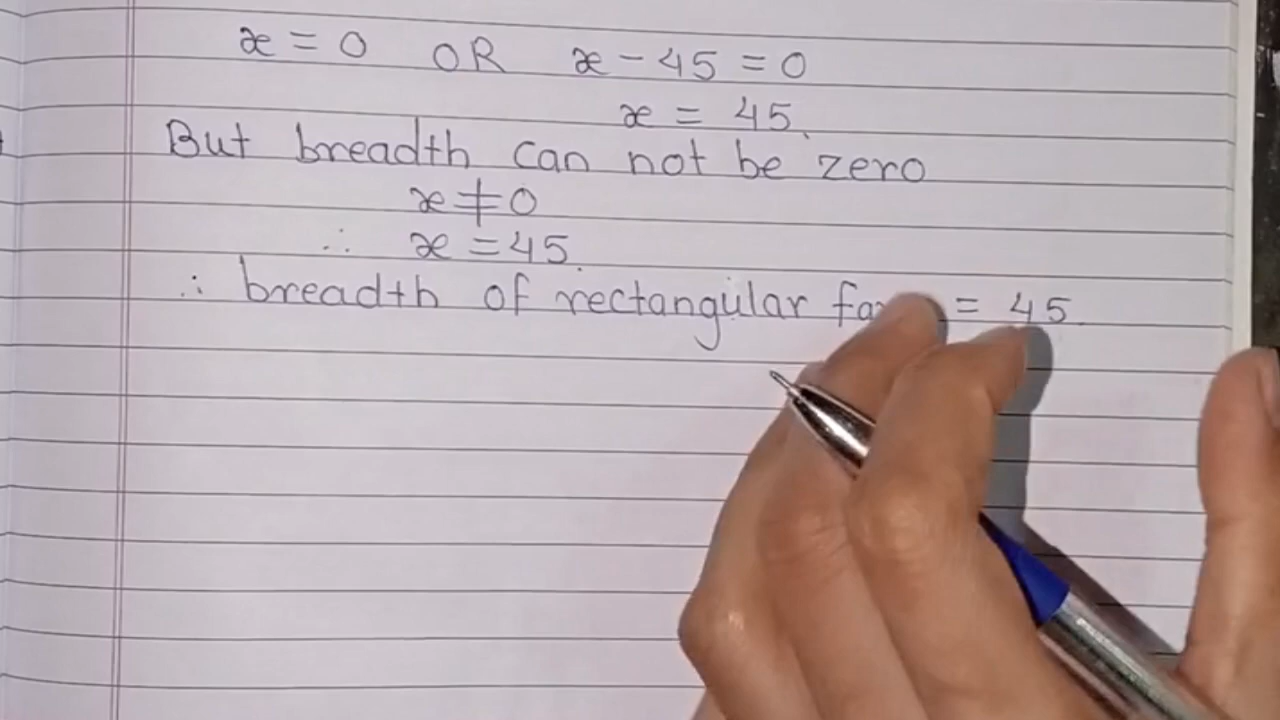 x = 0 OR x - 45 = 0
x = 45.
But breadth can not be zero
x ≠ 0
∴ x = 45.
∴ breadth of rectangular = 45.